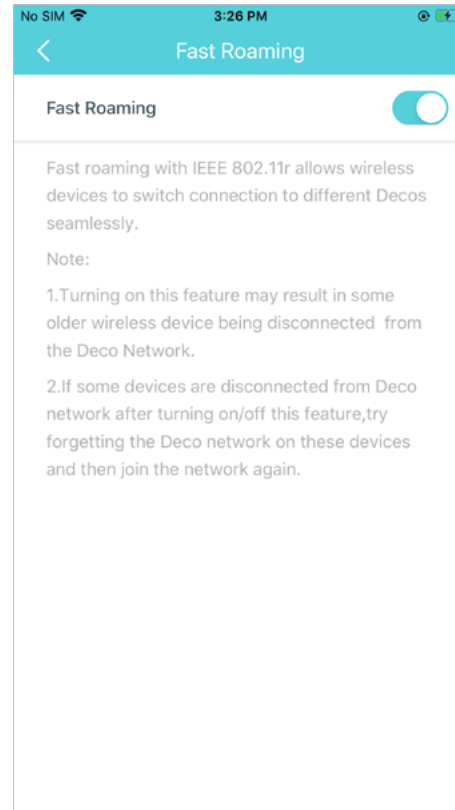 No SIM 3:26 PM
Fast Roaming
Fast Roaming
Fast roaming with IEEE 802.11r allows wireless
devices to switch connection to different Decos
seamlessly.
Note:
1.Turning on this feature may result in some
older wireless device being disconnected  from
the Deco Network.
2.If some devices are disconnected from Deco
network after turning on/off this feature,try
forgetting the Deco network on these devices
and then join the network again.